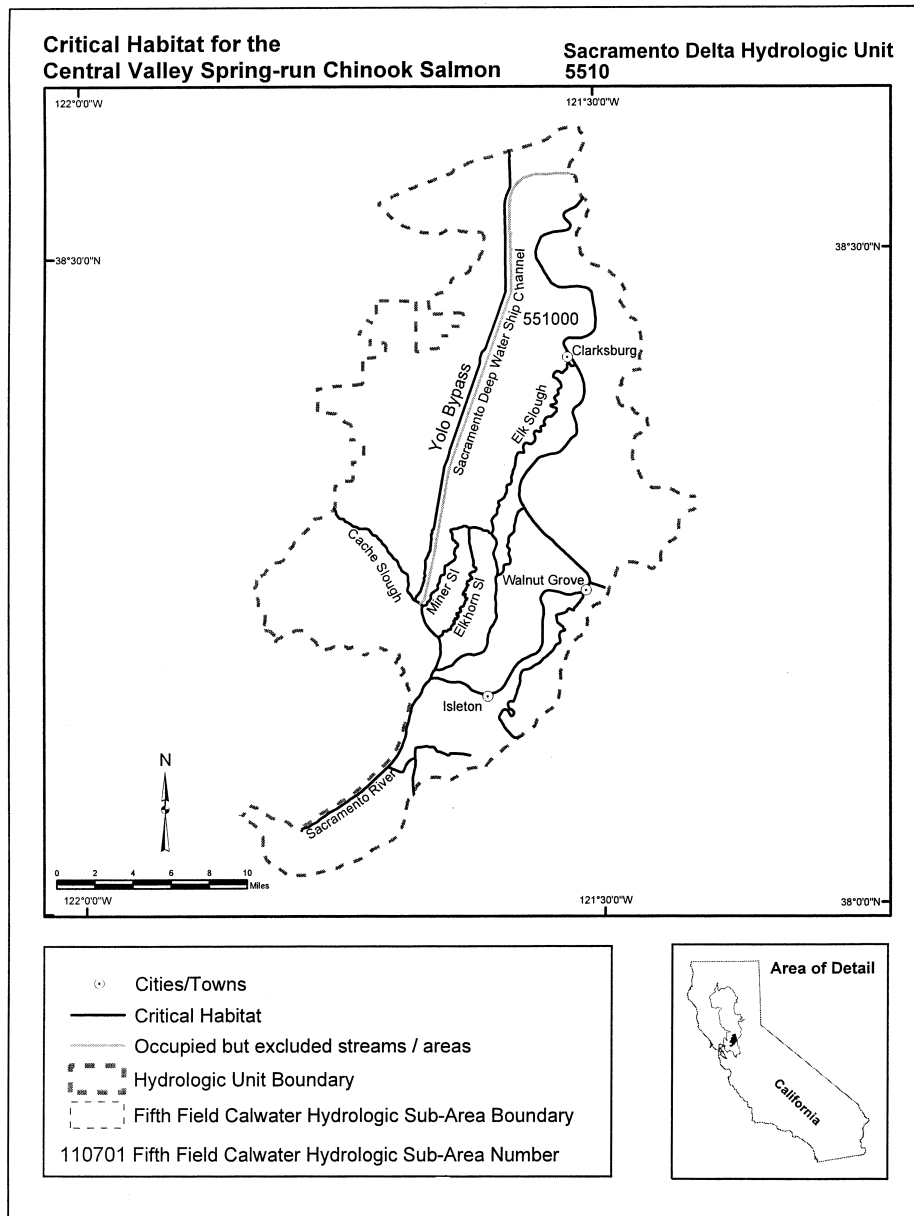 Critical Habitat for the
Central Valley Spring-run Chinook Salmon
Sacramento Delta Hydrologic Unit
5510
122°0'0"W
121°30'0"W
38°30'0"N
38°30'0"N
Sacramento Deep Water Ship Channel
551000
Clarksburg
Yolo Bypass
Elk Slough
Cache Slough
Miner Sl
Elkhorn Sl
Walnut Grove
Isleton
N
Sacramento River
0 2 4 6 8 10
Miles
122°0'0"W
121°30'0"W
38°0'0"N
Cities/Towns
Critical Habitat
Occupied but excluded streams / areas
Hydrologic Unit Boundary
Fifth Field Calwater Hydrologic Sub-Area Boundary
110701 Fifth Field Calwater Hydrologic Sub-Area Number
Area of Detail
California